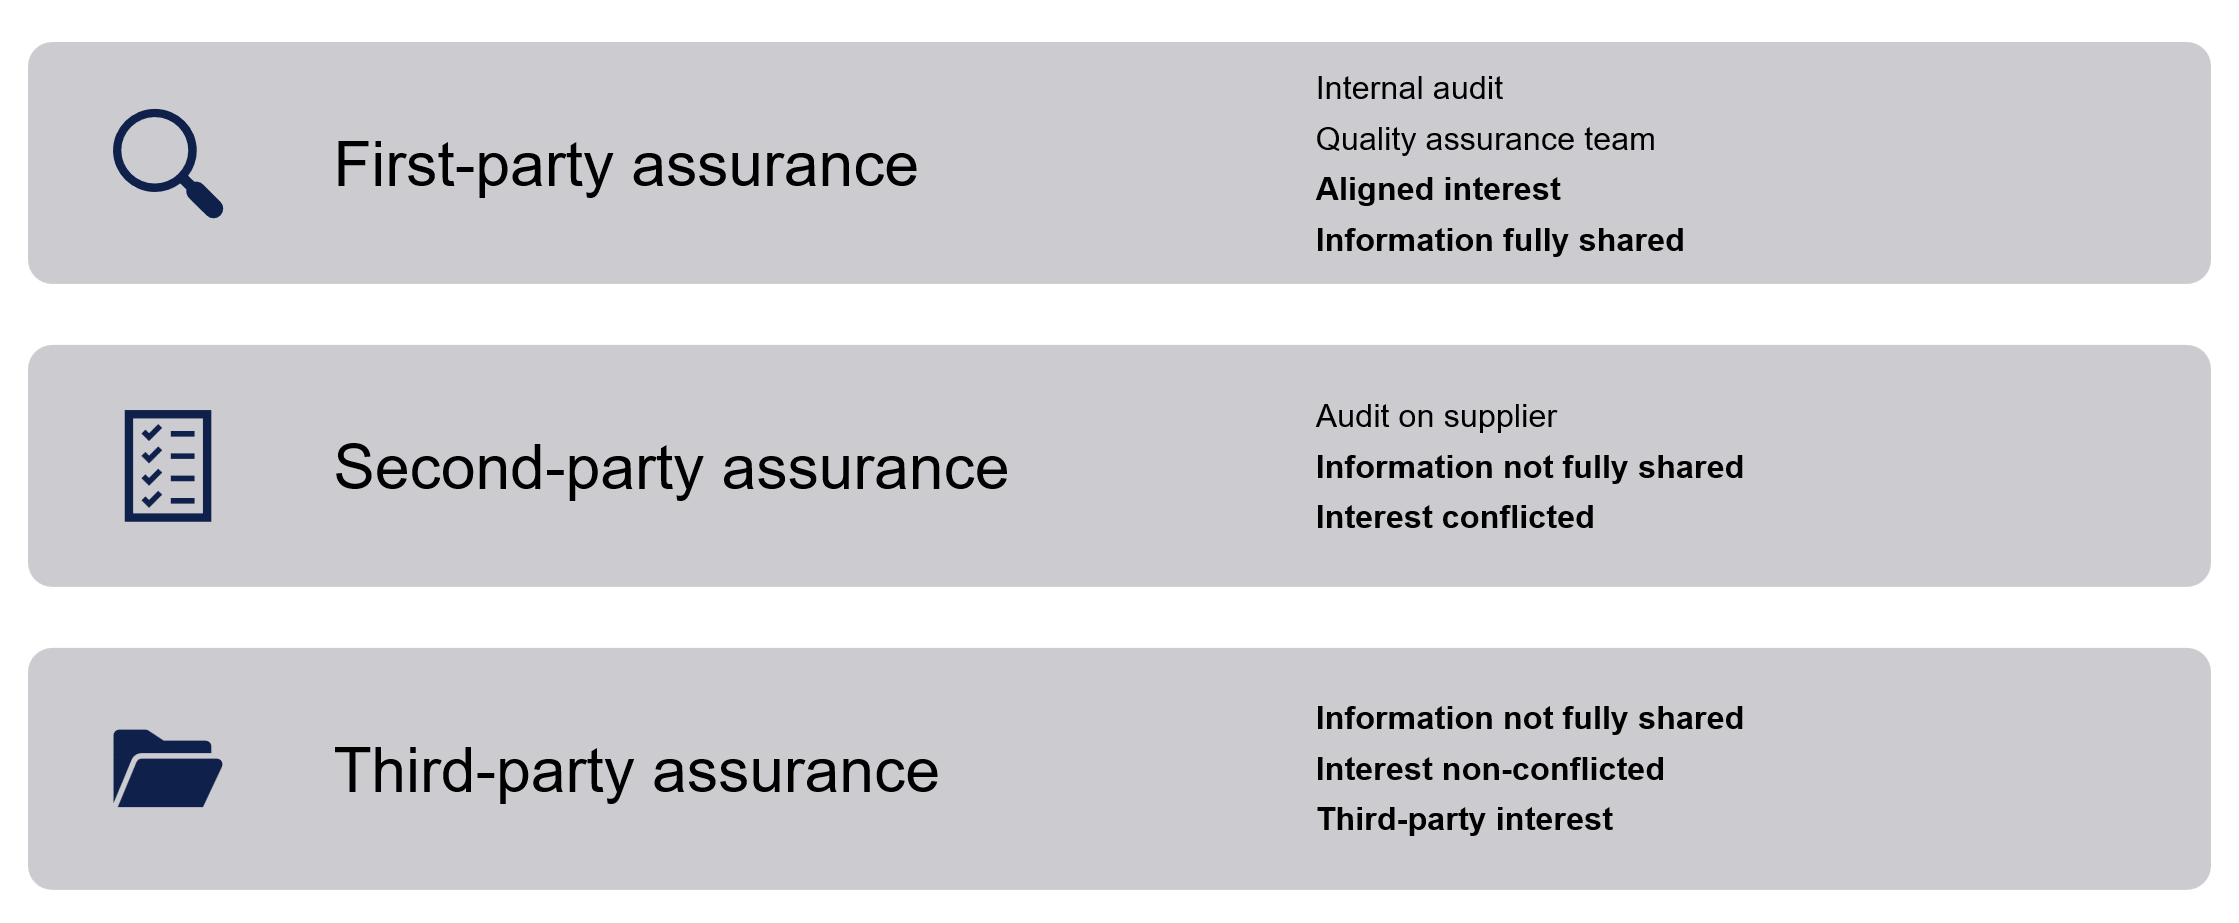 First-party assurance
Internal audit
Quality assurance team
Aligned interest
Information fully shared
Second-party assurance
Audit on supplier
Information not fully shared
Interest conflicted
Third-party assurance
Information not fully shared
Interest non-conflicted
Third-party interest